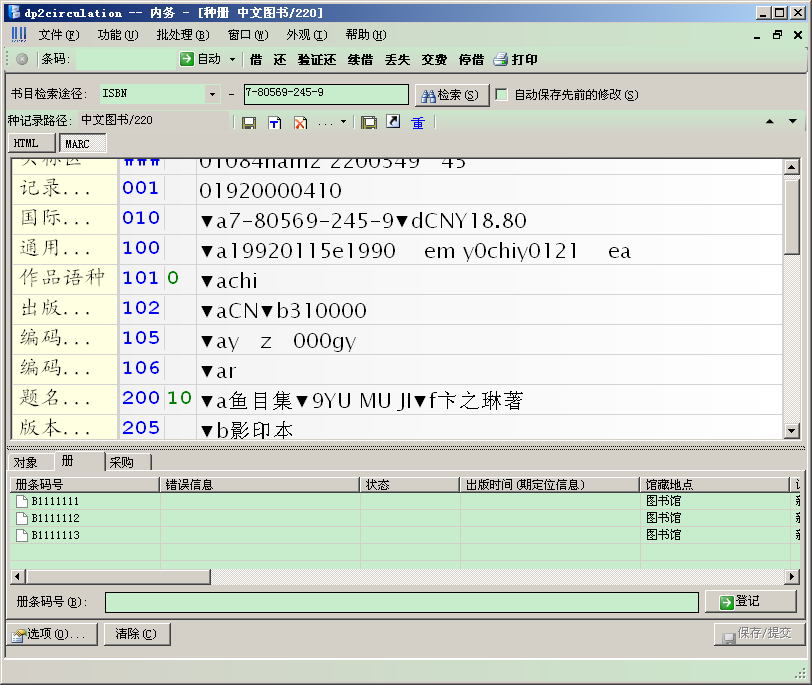 dp2circulation -- 内务 - [种册 中文图书/220]
文件(F) 功能(U) 批处理(B) 窗口(W) 外观(I) 帮助(H)
条码: 自动 借 还 验证还 续借 丢失 交费 停借 打印
书目检索途径: ISBN - 7-80569-245-9 检索(S) 自动保存先前的修改(S)
种记录路径: 中文图书/220 ... 重
HTML MARC
头标区 ### 01084nam2 2200349 45
记录... 001 01920000410
国际... 010 ▼a7-80569-245-9▼dCNY18.80
通用... 100 ▼a19920115e1990 em y0chiy0121 ea
作品语种 101 0 ▼achi
出版... 102 ▼aCN▼b310000
编码... 105 ▼ay z 000gy
编码... 106 ▼ar
题名... 200 10 ▼a鱼目集▼9YU MU JI▼f卞之琳著
版本... 205 ▼b影印本
对象 册 采购
册条码号 错误信息 状态 出版时间(期定位信息) 馆藏地点
B1111111 图书馆
B1111112 图书馆
B1111113 图书馆
册条码号(B): 登记
选项(O)... 清除(C) 保存/提交